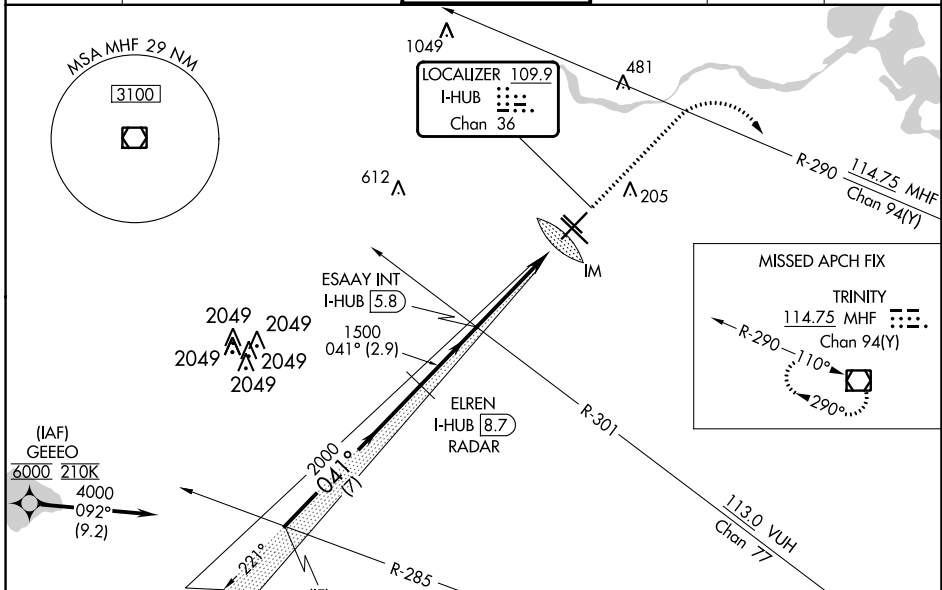 MSA MHF 29 NM
3100
1049
LOCALIZER 109.9
I-HUB
Chan 36
481
R-290
114.75 MHF
Chan 94(Y)
612
205
IM
ESAAY INT
I-HUB 5.8
1500
041° (2.9)
2049
2049
2049
2049
2049
MISSED APCH FIX
TRINITY
114.75 MHF
Chan 94(Y)
R-290
110°
290°
ELREN
I-HUB 8.7
RADAR
R-301
(IAF)
GEEEO
6000 210K
4000
092°
(9.2)
2000
041°
(7)
113.0 VUH
Chan 77
221°
R-285